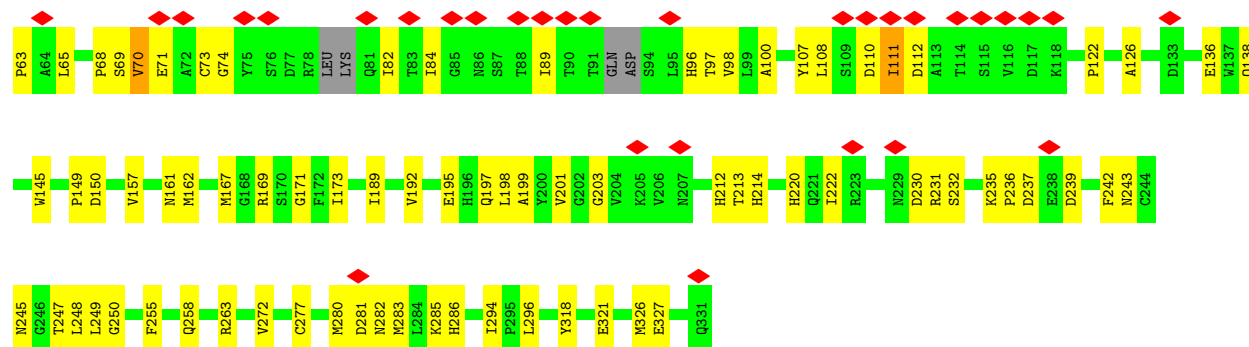 P63 A64 L65 P68 S69 V70 E71 A72 C73 G74 Y75 S76 D77 R78 LEU LYS Q81 I82 T83 I84 G85 N86 S87 T88 I89 T90 T91 GLN ASP S94 L95 H96 T97 V98 L99 A100 Y107 L108 S109 D110 I111 D112 A113 T114 S115 V116 D117 K118 P122 A126 D133 E136 W137 D138
W145 P149 D150 V157 N161 M162 M167 G168 R169 S170 G171 F172 I173 I189 V192 E195 H196 Q197 L198 A199 Y200 V201 G202 G203 V204 K205 V206 N207 H212 T213 H214 H220 Q221 I222 R223 N229 D230 R231 S232 K235 P236 D237 E238 D239 F242 N243 C244
N245 G246 T247 L248 L249 G250 F255 Q258 R263 V272 C277 M280 D281 N282 M283 L284 K285 H286 I294 P295 L296 Y318 E321 M326 E327 Q331